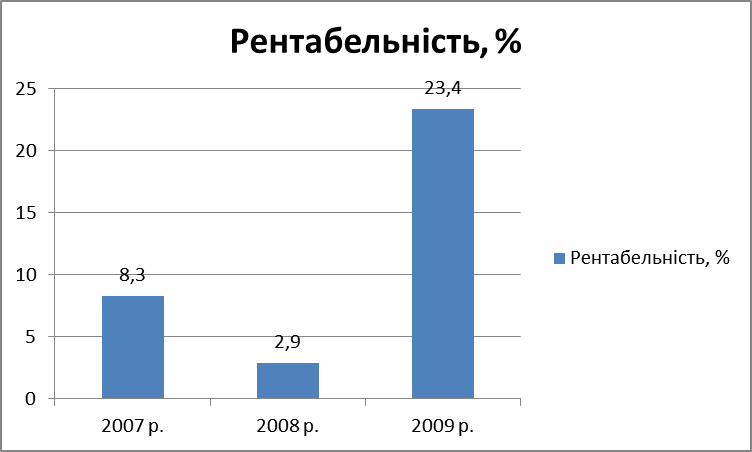 Рентабельність, %
25
20
15
10
5
0
8,3
2,9
23,4
2007 р.
2008 р.
2009 р.
Рентабельність, %